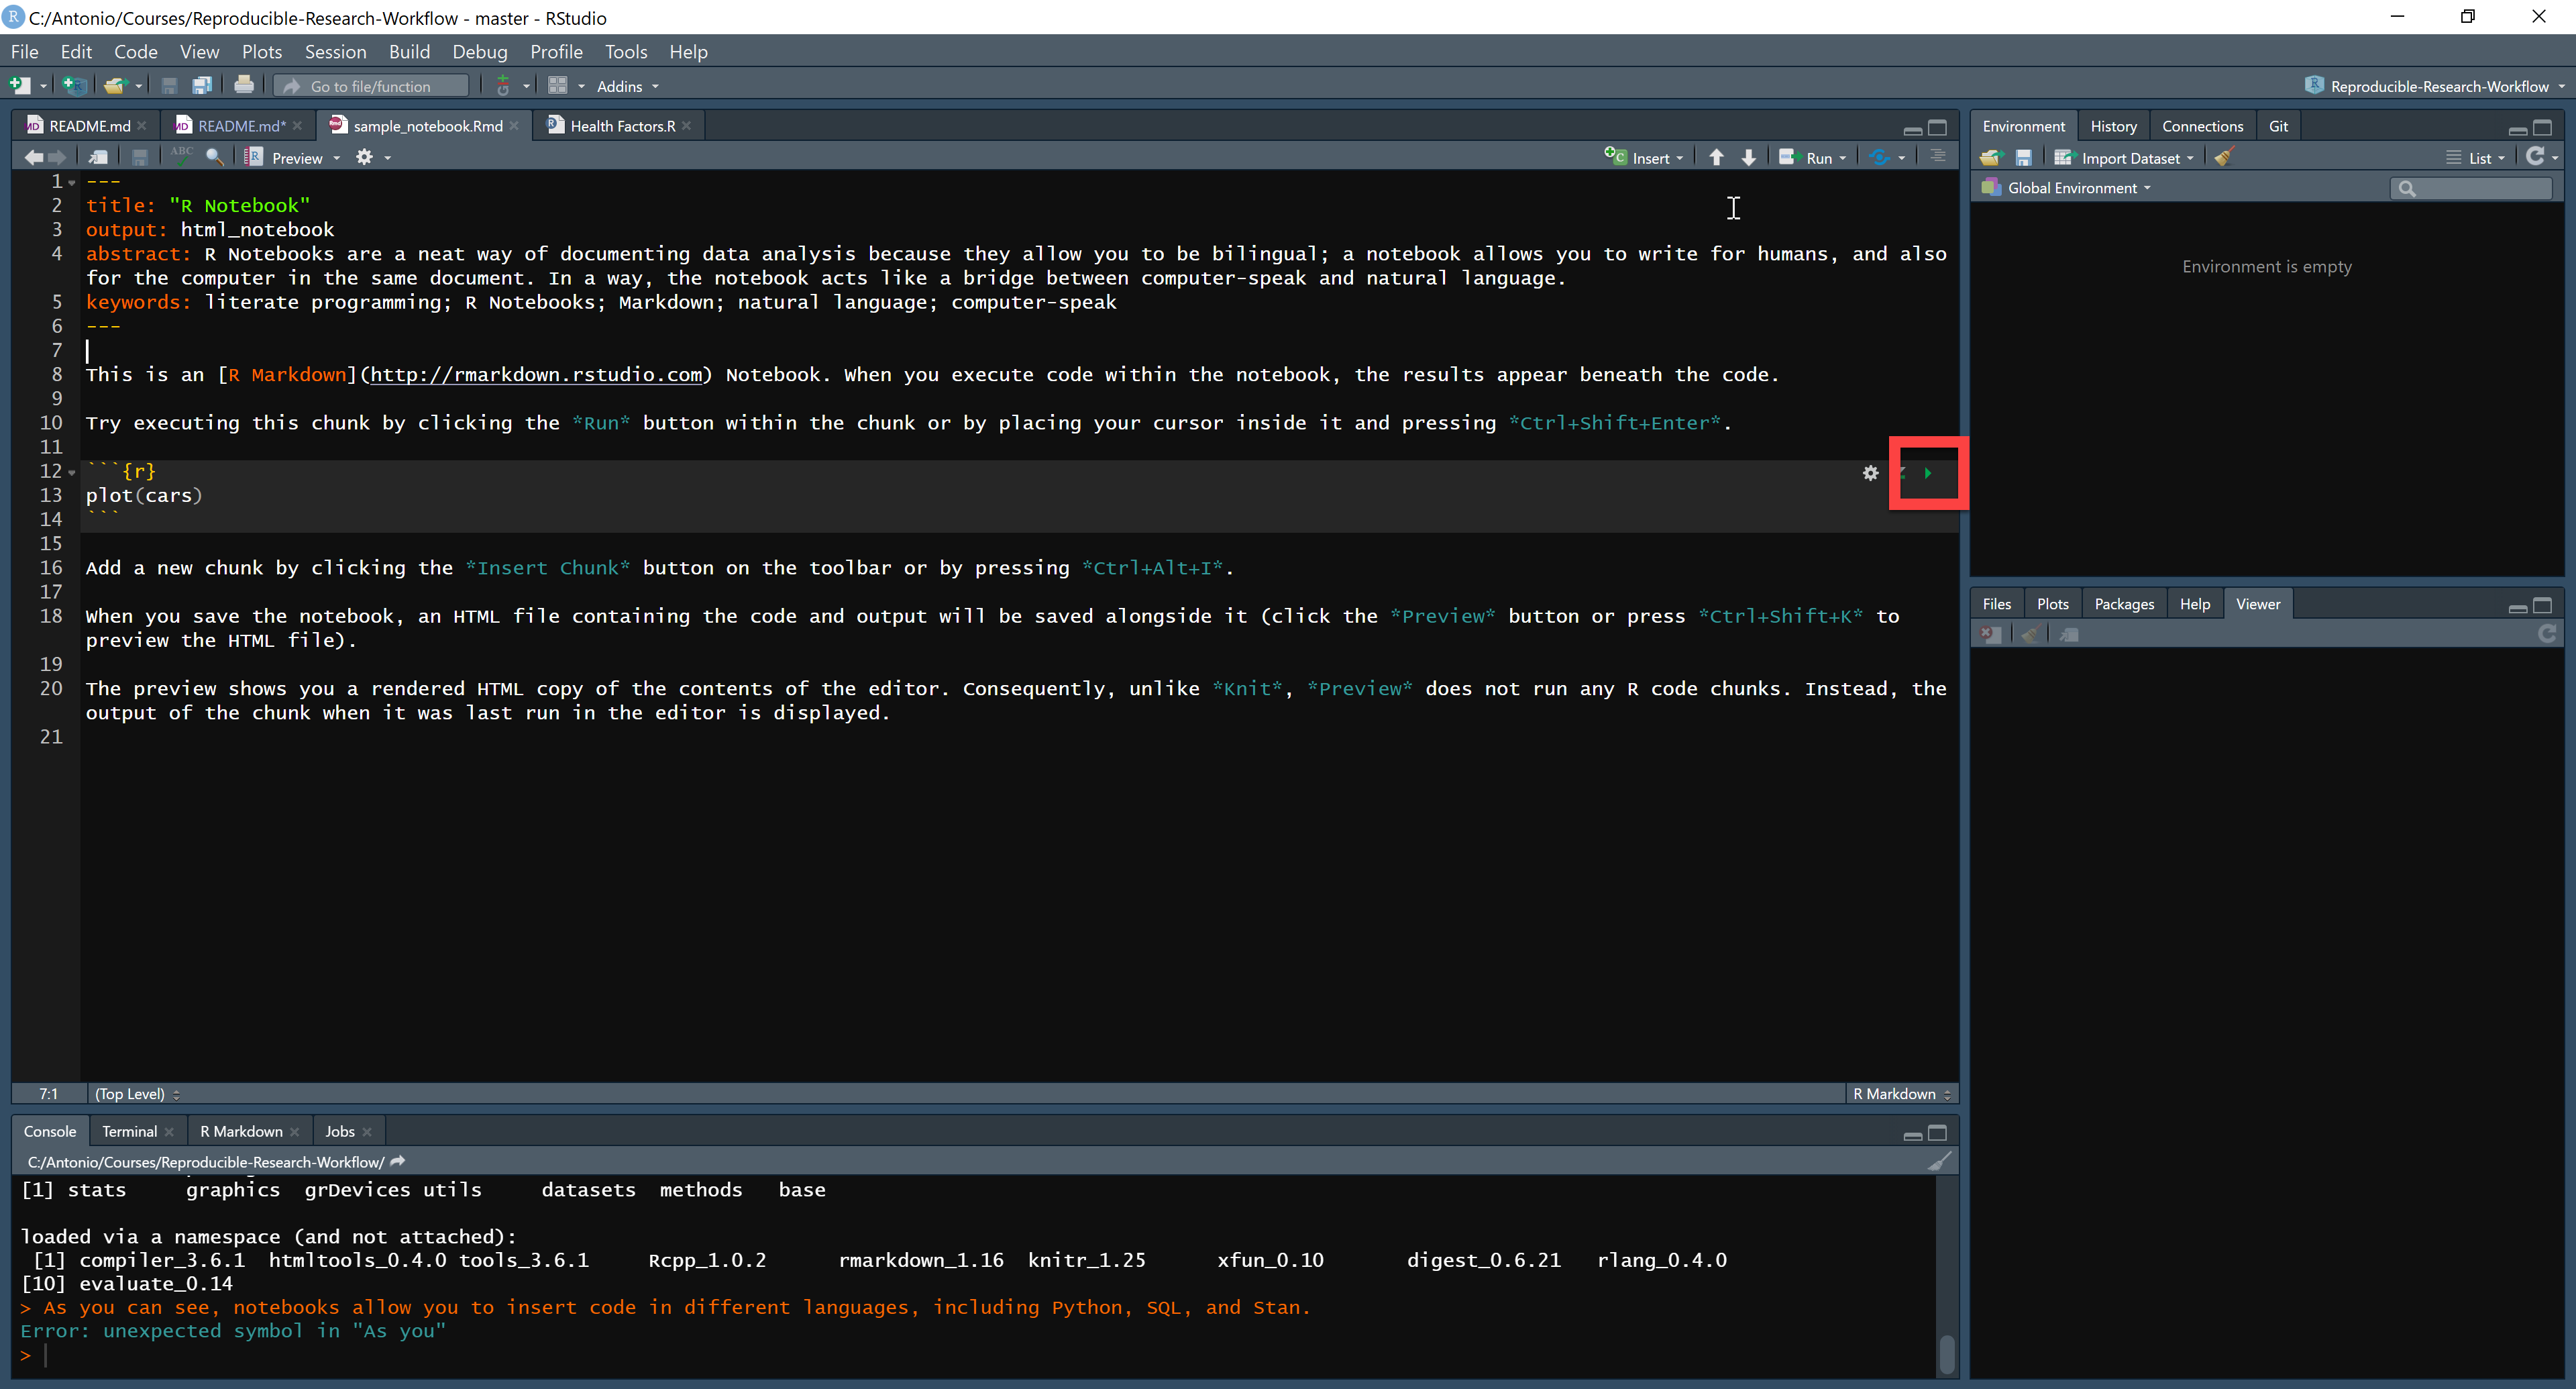 C:/Antonio/Courses/Reproducible-Research-Workflow - master - RStudio
File Edit Code View Plots Session Build Debug Profile Tools Help
Go to file/function Addins Reproducible-Research-Workflow
README.md README.md* sample_notebook.Rmd Health Factors.R
ABC Preview Insert Run
1 ---
2 title: "R Notebook"
3 output: html_notebook
4 abstract: R Notebooks are a neat way of documenting data analysis because they allow you to be bilingual; a notebook allows you to write for humans, and also
for the computer in the same document. In a way, the notebook acts like a bridge between computer-speak and natural language.
5 keywords: literate programming; R Notebooks; Markdown; natural language; computer-speak
6 ---
7
8 This is an [R Markdown](http://rmarkdown.rstudio.com) Notebook. When you execute code within the notebook, the results appear beneath the code.
9
10 Try executing this chunk by clicking the *Run* button within the chunk or by placing your cursor inside it and pressing *Ctrl+Shift+Enter*.
11
12 ```{r}
13 plot(cars)
14 ```
15
16 Add a new chunk by clicking the *Insert Chunk* button on the toolbar or by pressing *Ctrl+Alt+I*.
17
18 When you save the notebook, an HTML file containing the code and output will be saved alongside it (click the *Preview* button or press *Ctrl+Shift+K* to
preview the HTML file).
19
20 The preview shows you a rendered HTML copy of the contents of the editor. Consequently, unlike *Knit*, *Preview* does not run any R code chunks. Instead, the
output of the chunk when it was last run in the editor is displayed.
21
7:1 (Top Level) R Markdown
Console Terminal R Markdown Jobs
C:/Antonio/Courses/Reproducible-Research-Workflow/
[1] stats graphics grDevices utils datasets methods base
loaded via a namespace (and not attached):
[1] compiler_3.6.1 htmltools_0.4.0 tools_3.6.1 Rcpp_1.0.2 rmarkdown_1.16 knitr_1.25 xfun_0.10 digest_0.6.21 rlang_0.4.0
[10] evaluate_0.14
> As you can see, notebooks allow you to insert code in different languages, including Python, SQL, and Stan.
Error: unexpected symbol in "As you"
>
Environment History Connections Git
Import Dataset List
Global Environment
Environment is empty
Files Plots Packages Help Viewer